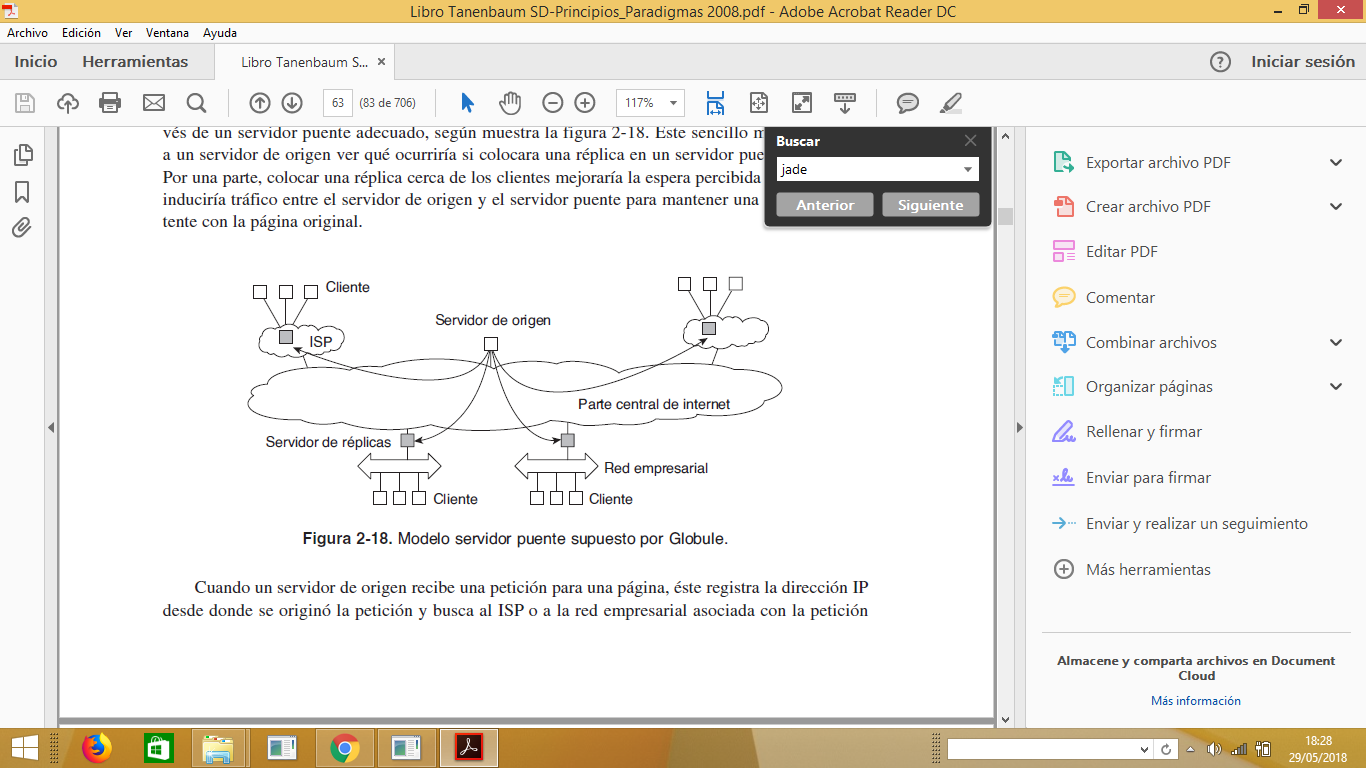 Libro Tanenbaum SD-Principios_Paradigmas 2008.pdf - Adobe Acrobat Reader DC
Archivo Edición Ver Ventana Ayuda
Inicio Herramientas Libro Tanenbaum S... Iniciar sesión
63 (83 de 706) 117%
vés de un servidor puente adecuado, según muestra la figura 2-18. Este sencillo
a un servidor de origen ver qué ocurriría si colocara una réplica en un servidor
Por una parte, colocar una réplica cerca de los clientes mejoraría la espera percibida
induciría tráfico entre el servidor de origen y el servidor puente para mantener una
tente con la página original.
Buscar
jade
Anterior Siguiente
Cliente
ISP
Servidor de origen
Parte central de internet
Servidor de réplicas
Red empresarial
Cliente
Cliente
Figura 2-18. Modelo servidor puente supuesto por Globule.
Cuando un servidor de origen recibe una petición para una página, éste registra la dirección IP
desde donde se originó la petición y busca al ISP o a la red empresarial asociada con la petición
Exportar archivo PDF
Crear archivo PDF
Editar PDF
Comentar
Combinar archivos
Organizar páginas
Rellenar y firmar
Enviar para firmar
Enviar y realizar un seguimiento
Más herramientas
Almacene y comparta archivos en Document
Cloud
Más información
18:28
29/05/2018